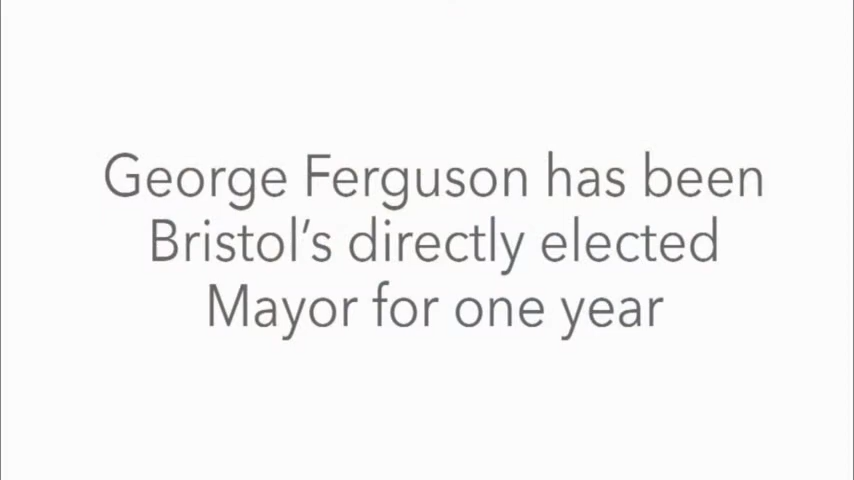 George Ferguson has been
Bristol's directly elected
Mayor for one year